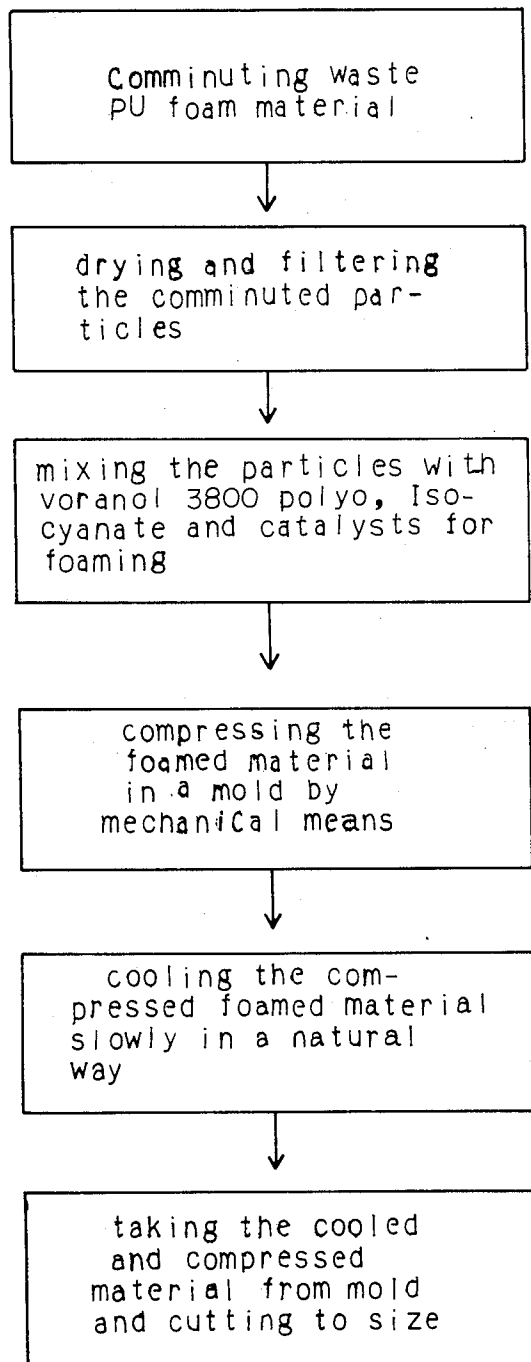 Comminuting waste
PU foam material
drying and filtering
the comminuted par-
ticles
mixing the particles with
voranol 3800 polyo, Iso-
cyanate and catalysts for
foaming
compressing the
foamed material
in a mold by
mechanical means
cooling the com-
pressed foamed material
slowly in a natural
way
taking the cooled
and compressed
material from mold
and cutting to size